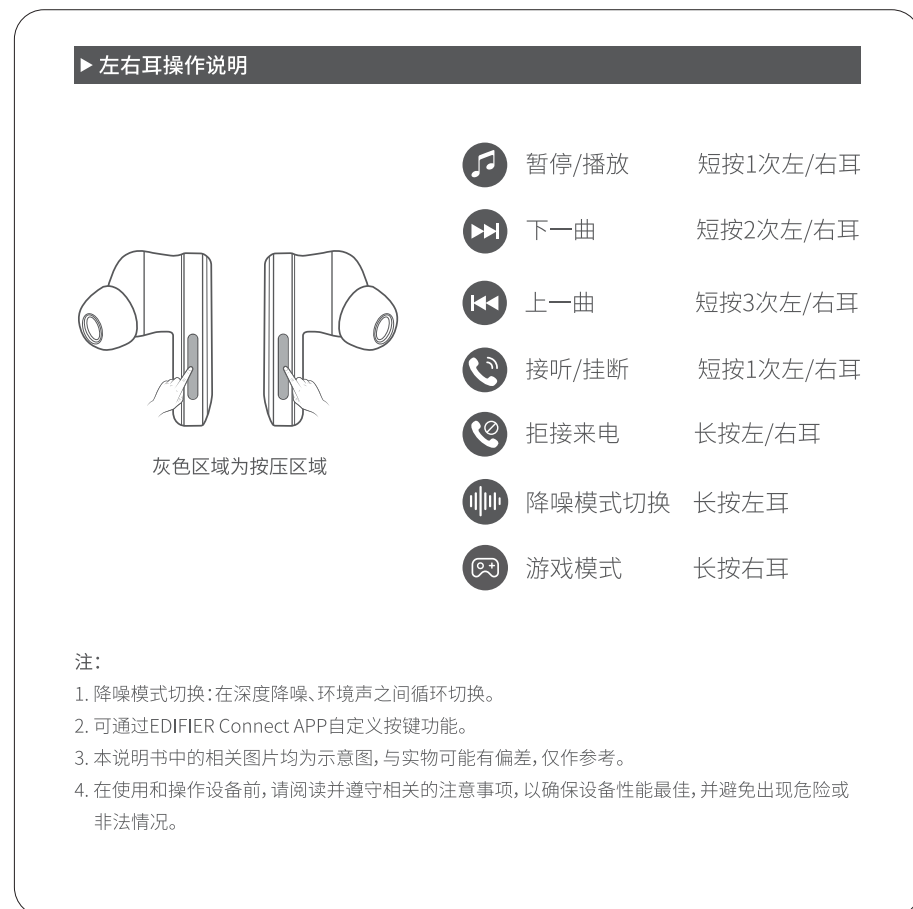 ▶ 左右耳操作说明
暂停/播放 短按1次左/右耳
下一曲 短按2次左/右耳
上一曲 短按3次左/右耳
接听/挂断 短按1次左/右耳
拒接来电 长按左/右耳
灰色区域为按压区域
降噪模式切换 长按左耳
游戏模式 长按右耳
注：
1. 降噪模式切换：在深度降噪、环境声之间循环切换。
2. 可通过EDIFIER Connect APP自定义按键功能。
3. 本说明书中的相关图片均为示意图，与实物可能有偏差，仅作参考。
4. 在使用和操作设备前，请阅读并遵守相关的注意事项，以确保设备性能最佳，并避免出现危险或
非法情况。